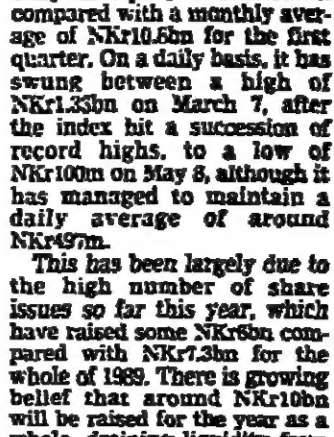 compared with a monthly aver-
age of NKr10.6bn for the first
quarter. On a daily basis, it has
swung between a high of
NKr1.35bn on March 7, after
the index hit a succession of
record highs, to a low of
NKr100m on May 8, although it
has managed to maintain a
daily average of around
NKr497m.
This has been largely due to
the high number of share
issues so far this year, which
have raised some NKr6bn com-
pared with NKr7.3bn for the
whole of 1989. There is growing
belief that around NKr10bn
will be raised for the year as a
whole, draining liquidity